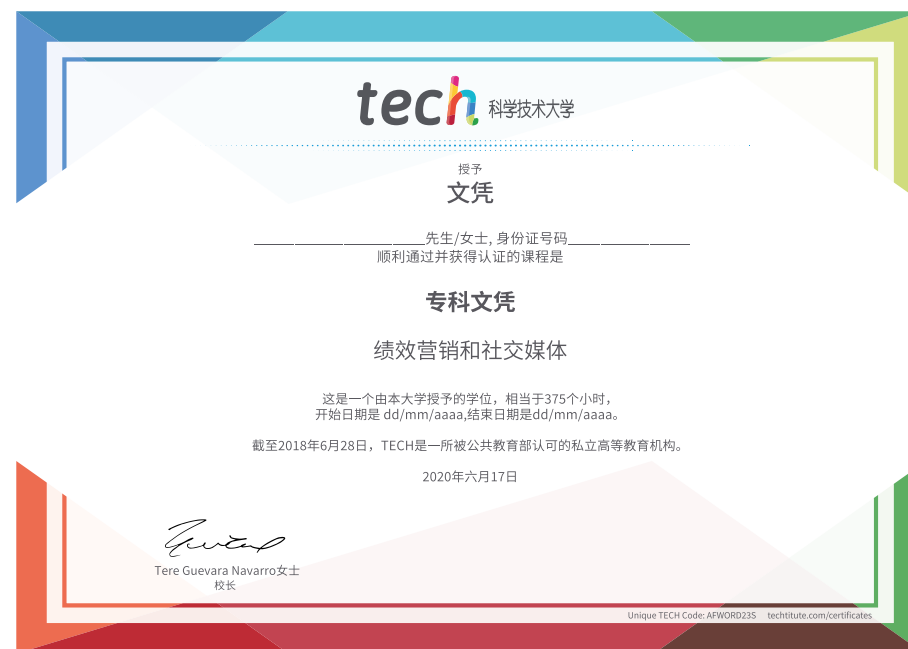 tech 科学技术大学
授予
文凭
先生/女士, 身份证号码
顺利通过并获得认证的课程是
专科文凭
绩效营销和社交媒体
这是一个由本大学授予的学位，相当于375个小时，
开始日期是 dd/mm/aaaa,结束日期是dd/mm/aaaa。
截至2018年6月28日，TECH是一所被公共教育部认可的私立高等教育机构。
2020年六月17日
Tere Guevara Navarro女士
校长
Unique TECH Code: AFWORD23S techtitute.com/certificates